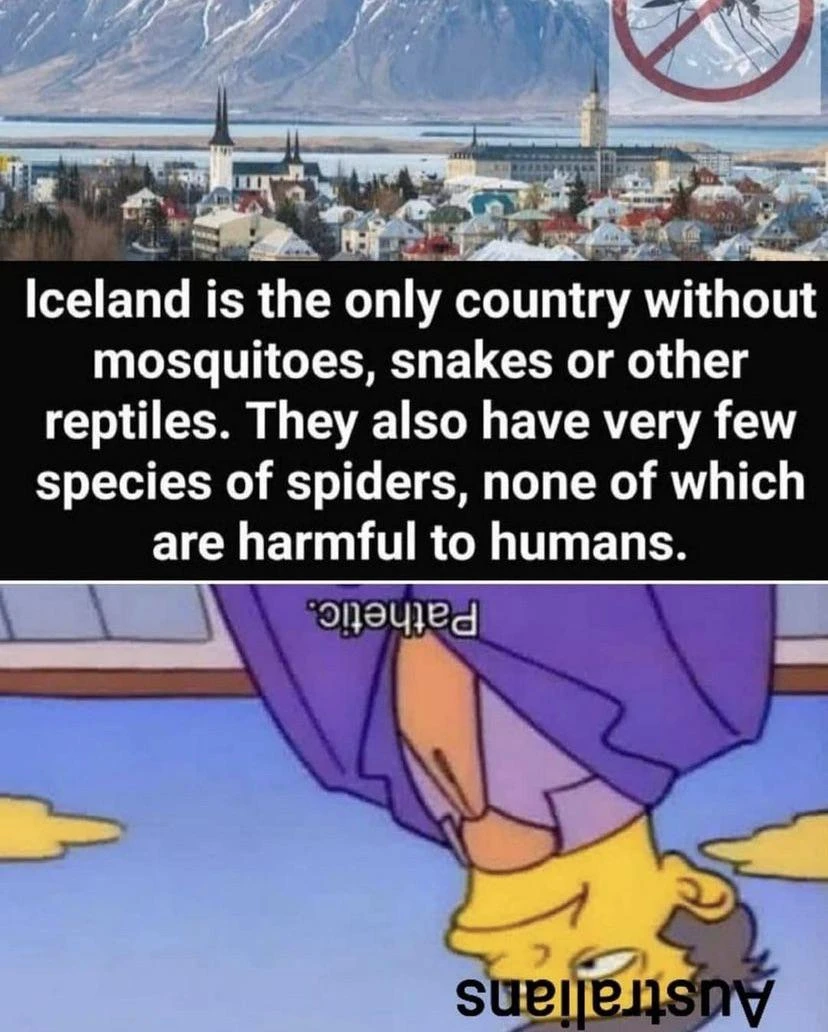 Iceland is the only country without
mosquitoes, snakes or other
reptiles. They also have very few
species of spiders, none of which
are harmful to humans.
Pathetic.
Australians